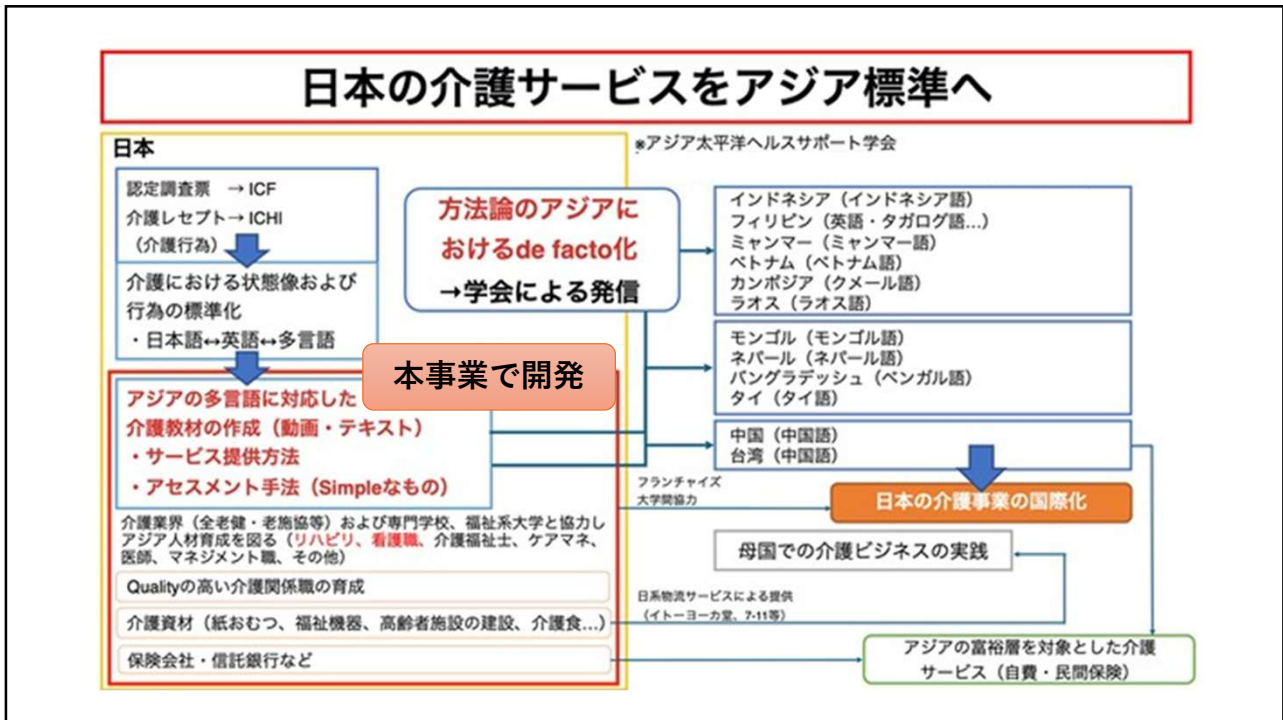 日本の介護サービスをアジア標準へ
日本
※アジア太平洋ヘルスサポート学会
認定調査票 →ICF
介護レセプト→ICHI
（介護行為）
介護における状態像および
行為の標準化
・日本語↔英語↔多言語
方法論のアジアに
おけるde facto化
→学会による発信
本事業で開発
アジアの多言語に対応した
介護教材の作成（動画・テキスト）
・サービス提供方法
・アセスメント手法（Simpleなもの）
介護業界（全老健・老施協等）および専門学校、福祉系大学と協力し
アジア人材育成を図る（リハビリ、看護職、介護福祉士、ケアマネ、
医師、マネジメント職、その他）
Qualityの高い介護関係職の育成
介護資材（紙おむつ、福祉機器、高齢者施設の建設、介護食…）
保険会社・信託銀行など
インドネシア（インドネシア語）
フィリピン（英語・タガログ語…）
ミャンマー（ミャンマー語）
ベトナム（ベトナム語）
カンボジア（クメール語）
ラオス（ラオス語）
モンゴル（モンゴル語）
ネパール（ネパール語）
バングラデッシュ（ベンガル語）
タイ（タイ語）
中国（中国語）
台湾（中国語）
フランチャイズ
大学間協力
日本の介護事業の国際化
母国での介護ビジネスの実践
日系物流サービスによる提供
（イトーヨーカ堂、7-11等）
アジアの富裕層を対象とした介護
サービス（自費・民間保険）